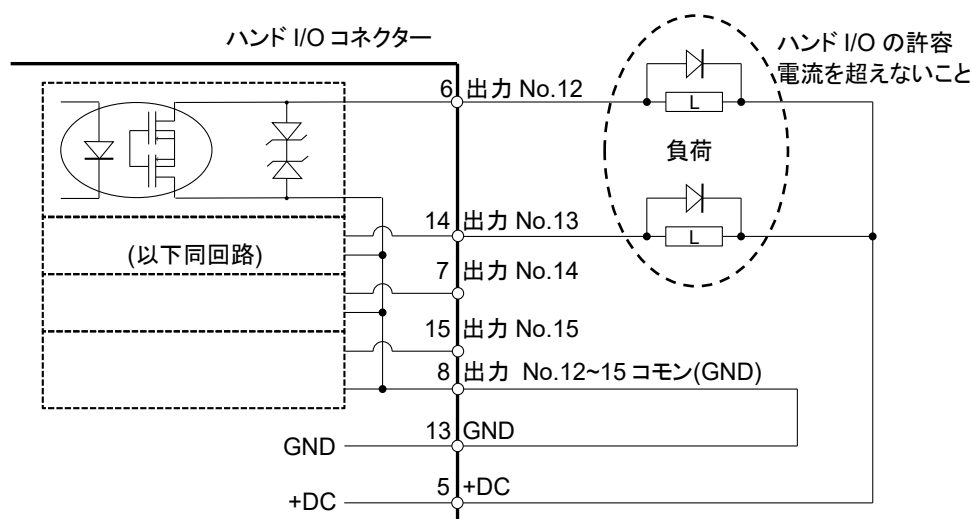 ハンド I/O コネクター
ハンド I/O の許容
電流を超えないこと
6 出力 No.12
L
負荷
14 出力 No.13
L
(以下同回路)
7 出力 No.14
15 出力 No.15
8 出力 No.12~15 コモン(GND)
GND 13 GND
+DC 5 +DC